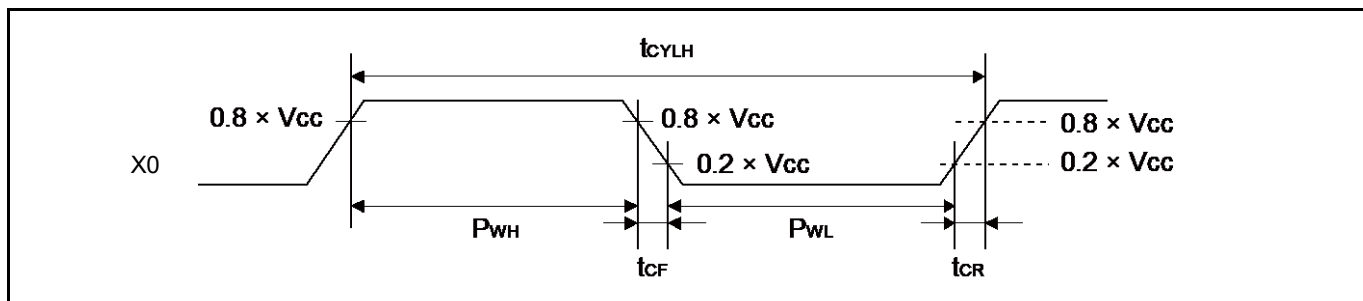 tCYLH
0.8 × Vcc
0.8 × Vcc
0.8 × Vcc
X0
0.2 × Vcc
0.2 × Vcc
PWH
PWL
tCF
tCR